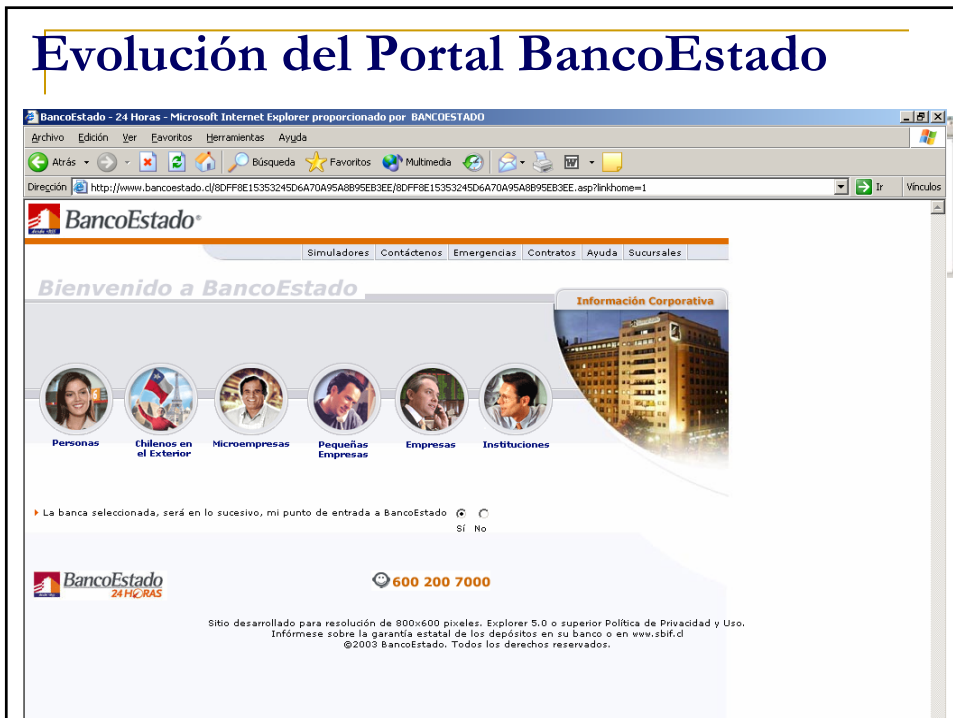 Evolución del Portal BancoEstado
BancoEstado - 24 Horas - Microsoft Internet Explorer proporcionado por BANCOESTADO
Archivo Edición Ver Favoritos Herramientas Ayuda
Atrás Búsqueda Favoritos Multimedia
Dirección http://www.bancoestado.cl/8DFF8E15353245D6A70A95A8B95EB3EE/8DFF8E15353245D6A70A95A8B95EB3EE.asp?linkhome=1 Ir Vínculos
BancoEstado®
Simuladores Contáctenos Emergencias Contratos Ayuda Sucursales
Bienvenido a BancoEstado
Información Corporativa
Personas Chilenos en el Exterior Microempresas Pequeñas Empresas Empresas Instituciones
La banca seleccionada, será en lo sucesivo, mi punto de entrada a BancoEstado
Sí No
BancoEstado
24 HORAS
600 200 7000
Sitio desarrollado para resolución de 800x600 pixeles. Explorer 5.0 o superior Política de Privacidad y Uso.
Infórmese sobre la garantía estatal de los depósitos en su banco o en www.sbif.cl
©2003 BancoEstado. Todos los derechos reservados.